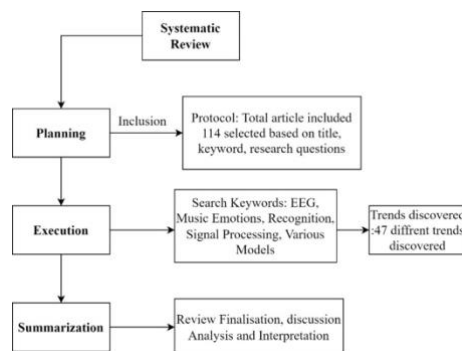 Systematic
Review
Planning
Inclusion
Protocol: Total article included
114 selected based on title,
keyword, research questions
Execution
Search Keywords: EEG,
Music Emotions, Recognition,
Signal Processing, Various
Models
Trends discovered
:47 diffrent trends
discovered
Summarization
Review Finalisation, discussion
Analysis and Interpretation